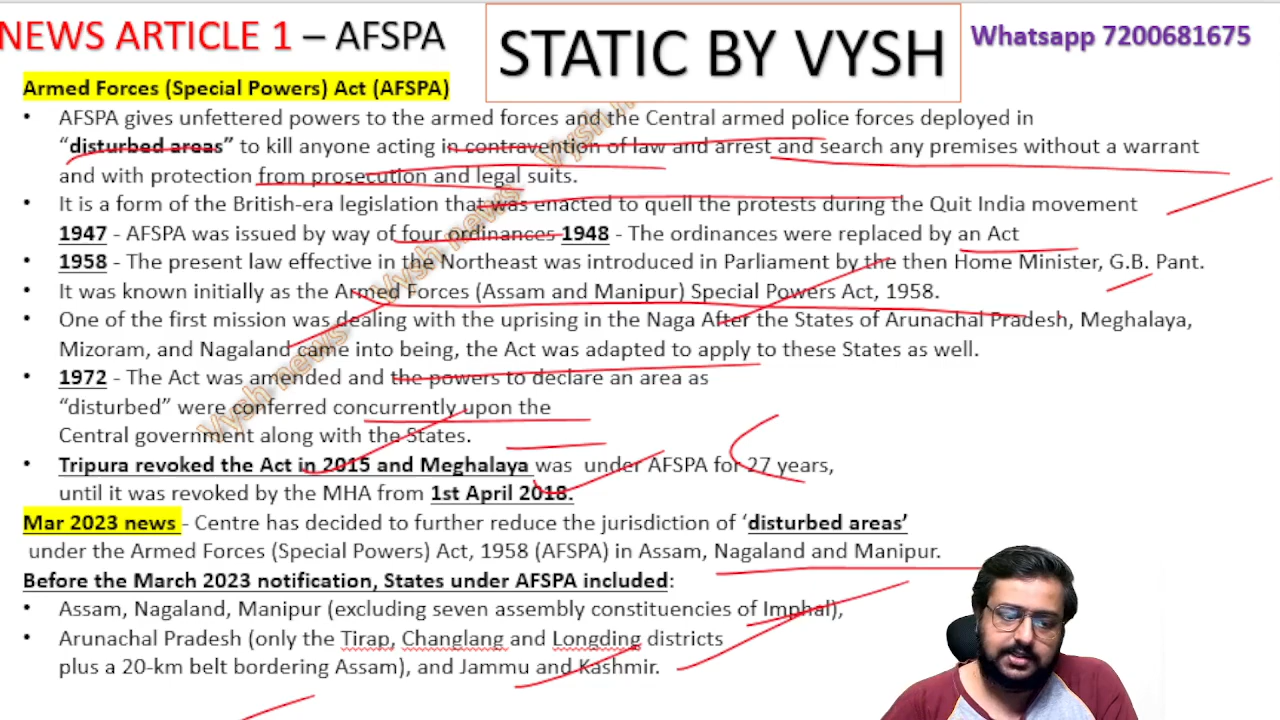 NEWS ARTICLE 1 – AFSPA
STATIC BY VYSH
Whatsapp 7200681675
Armed Forces (Special Powers) Act (AFSPA)
• AFSPA gives unfettered powers to the armed forces and the Central armed police forces deployed in
“disturbed areas” to kill anyone acting in contravention of law and arrest and search any premises without a warrant
and with protection from prosecution and legal suits.
• It is a form of the British-era legislation that was enacted to quell the protests during the Quit India movement
1947 - AFSPA was issued by way of four ordinances 1948 - The ordinances were replaced by an Act
• 1958 - The present law effective in the Northeast was introduced in Parliament by the then Home Minister, G.B. Pant.
• It was known initially as the Armed Forces (Assam and Manipur) Special Powers Act, 1958.
• One of the first mission was dealing with the uprising in the Naga After the States of Arunachal Pradesh, Meghalaya,
Mizoram, and Nagaland came into being, the Act was adapted to apply to these States as well.
• 1972 - The Act was amended and the powers to declare an area as
“disturbed” were conferred concurrently upon the
Central government along with the States.
• Tripura revoked the Act in 2015 and Meghalaya was under AFSPA for 27 years,
until it was revoked by the MHA from 1st April 2018.
Mar 2023 news - Centre has decided to further reduce the jurisdiction of ‘disturbed areas’
under the Armed Forces (Special Powers) Act, 1958 (AFSPA) in Assam, Nagaland and Manipur.
Before the March 2023 notification, States under AFSPA included:
• Assam, Nagaland, Manipur (excluding seven assembly constituencies of Imphal),
• Arunachal Pradesh (only the Tirap, Changlang and Longding districts
plus a 20-km belt bordering Assam), and Jammu and Kashmir.
Vysh news Vysh news Vysh